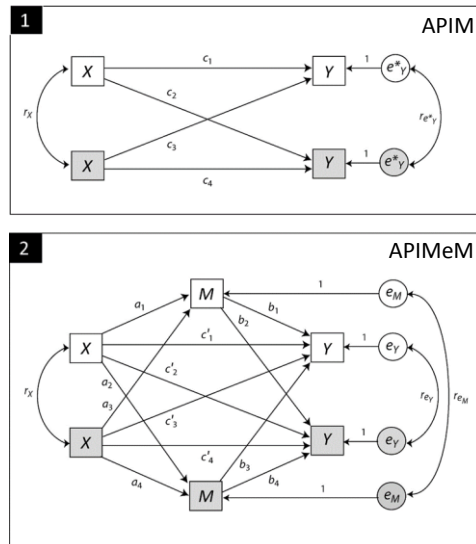 1
APIM
X
c₁
Y
1
e*Y
c₂
rX
re*Y
c₃
X
c₄
Y
1
e*Y
2
APIMeM
M
1
eM
a₁
b₁
b₂
X
c'₁
Y
1
eY
a₂
c'₂
rX
a₃
reY
reM
c'₃
X
c'₄
Y
1
eY
b₃
a₄
b₄
M
1
eM